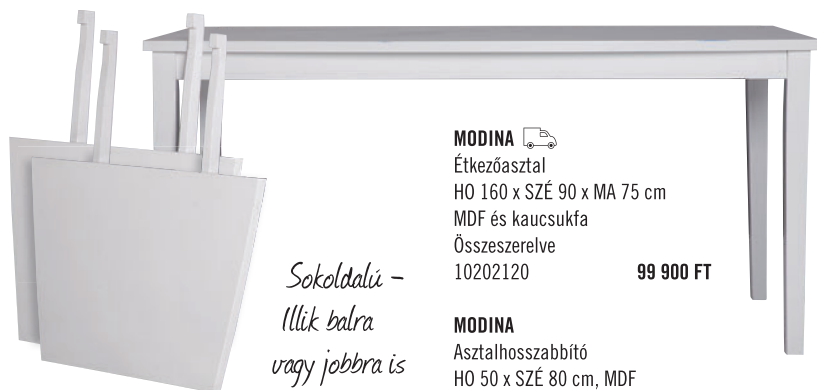 MODINA
Étkezőasztal
HO 160 x SZÉ 90 x MA 75 cm
MDF és kaucsukfa
Összeszerelve
10202120 99 900 FT
Sokoldalú –
Illik balra
vagy jobbra is
MODINA
Asztalhosszabbító
HO 50 x SZÉ 80 cm, MDF